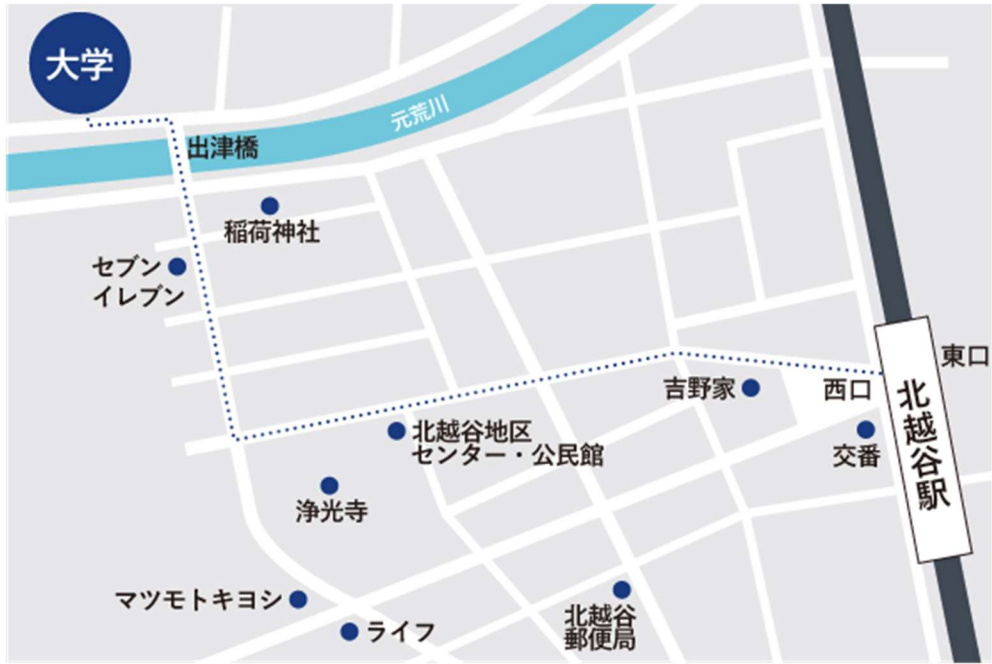 大学
元荒川
出津橋
稲荷神社
セブン
イレブン
東口
吉野家
西口
北越谷駅
北越谷地区
センター・公民館
交番
浄光寺
マツモトキヨシ
ライフ
北越谷
郵便局